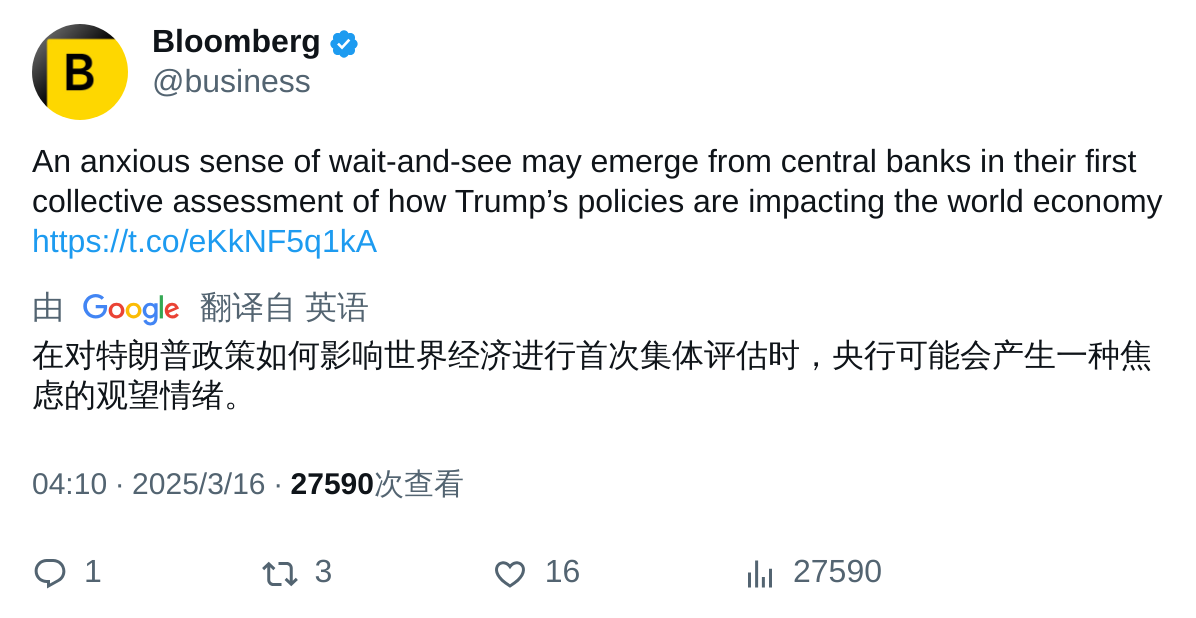 B
Bloomberg
@business
An anxious sense of wait-and-see may emerge from central banks in their first
collective assessment of how Trump’s policies are impacting the world economy
https://t.co/eKkNF5q1kA
由 Google 翻译自 英语
在对特朗普政策如何影响世界经济进行首次集体评估时，央行可能会产生一种焦
虑的观望情绪。
04:10 · 2025/3/16 · 27590次查看
1 3 16 27590